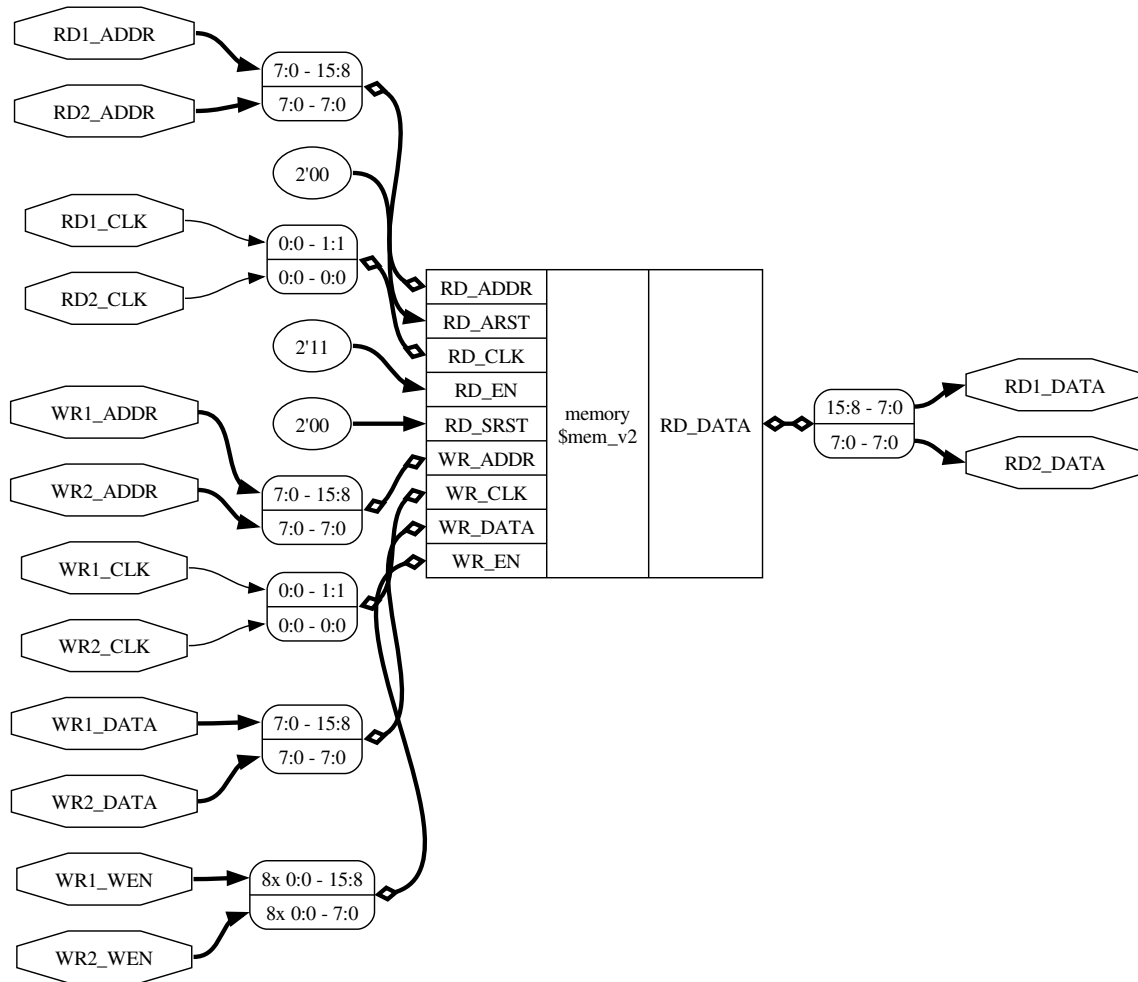 RD1_ADDR
RD2_ADDR
7:0 - 15:8
7:0 - 7:0
2'00
RD1_CLK
RD2_CLK
0:0 - 1:1
0:0 - 0:0
2'11
2'00
WR1_ADDR
WR2_ADDR
7:0 - 15:8
7:0 - 7:0
WR1_CLK
WR2_CLK
0:0 - 1:1
0:0 - 0:0
WR1_DATA
WR2_DATA
7:0 - 15:8
7:0 - 7:0
WR1_WEN
WR2_WEN
8x 0:0 - 15:8
8x 0:0 - 7:0
RD_ADDR
RD_ARST
RD_CLK
RD_EN
RD_SRST
WR_ADDR
WR_CLK
WR_DATA
WR_EN
memory
$mem_v2
RD_DATA
15:8 - 7:0
7:0 - 7:0
RD1_DATA
RD2_DATA